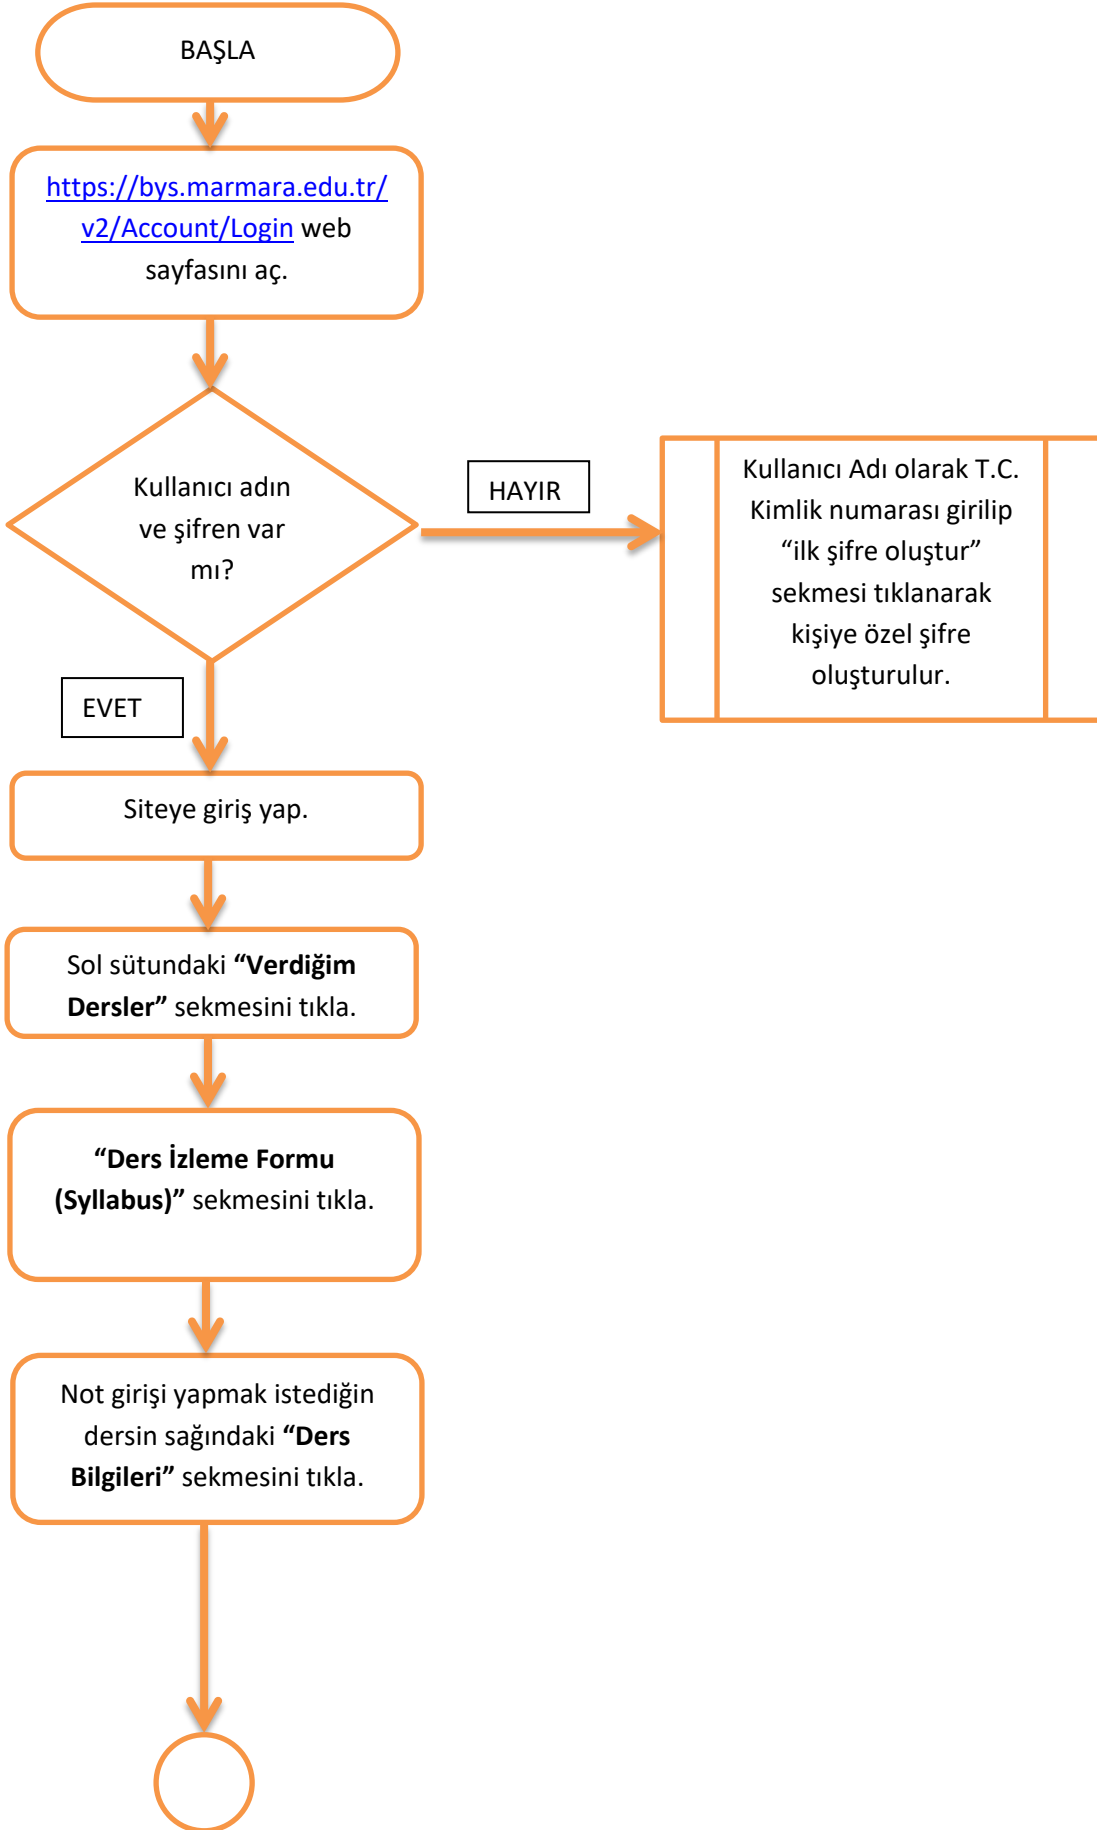 BAŞLA
https://bys.marmara.edu.tr/
v2/Account/Login web
sayfasını aç.
Kullanıcı adın
ve şifren var
mı?
HAYIR
Kullanıcı Adı olarak T.C.
Kimlik numarası girilip
“ilk şifre oluştur”
sekmesi tıklanarak
kişiye özel şifre
oluşturulur.
EVET
Siteye giriş yap.
Sol sütundaki “Verdiğim
Dersler” sekmesini tıkla.
“Ders İzleme Formu
(Syllabus)” sekmesini tıkla.
Not girişi yapmak istediğin
dersin sağındaki “Ders
Bilgileri” sekmesini tıkla.